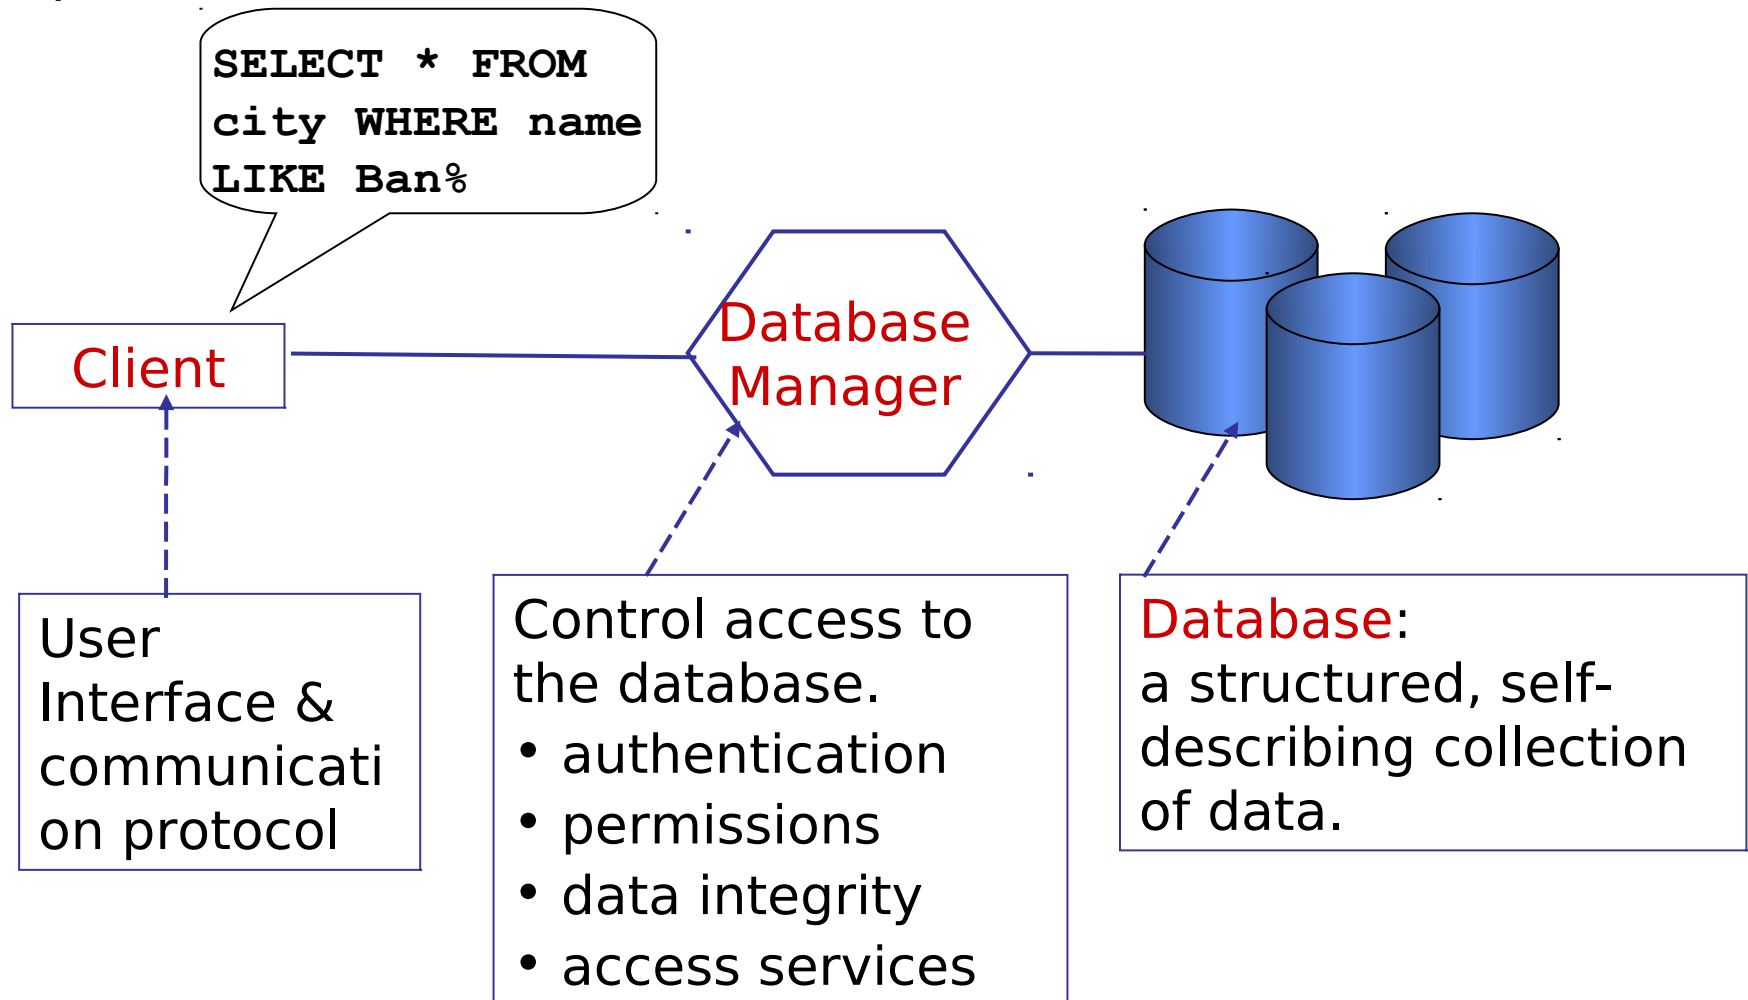 SELECT * FROM
city WHERE name
LIKE Ban%
Client
Database
Manager
User
Interface &
communicati
on protocol
Control access to
the database.
• authentication
• permissions
• data integrity
• access services
Database:
a structured, self-
describing collection
of data.